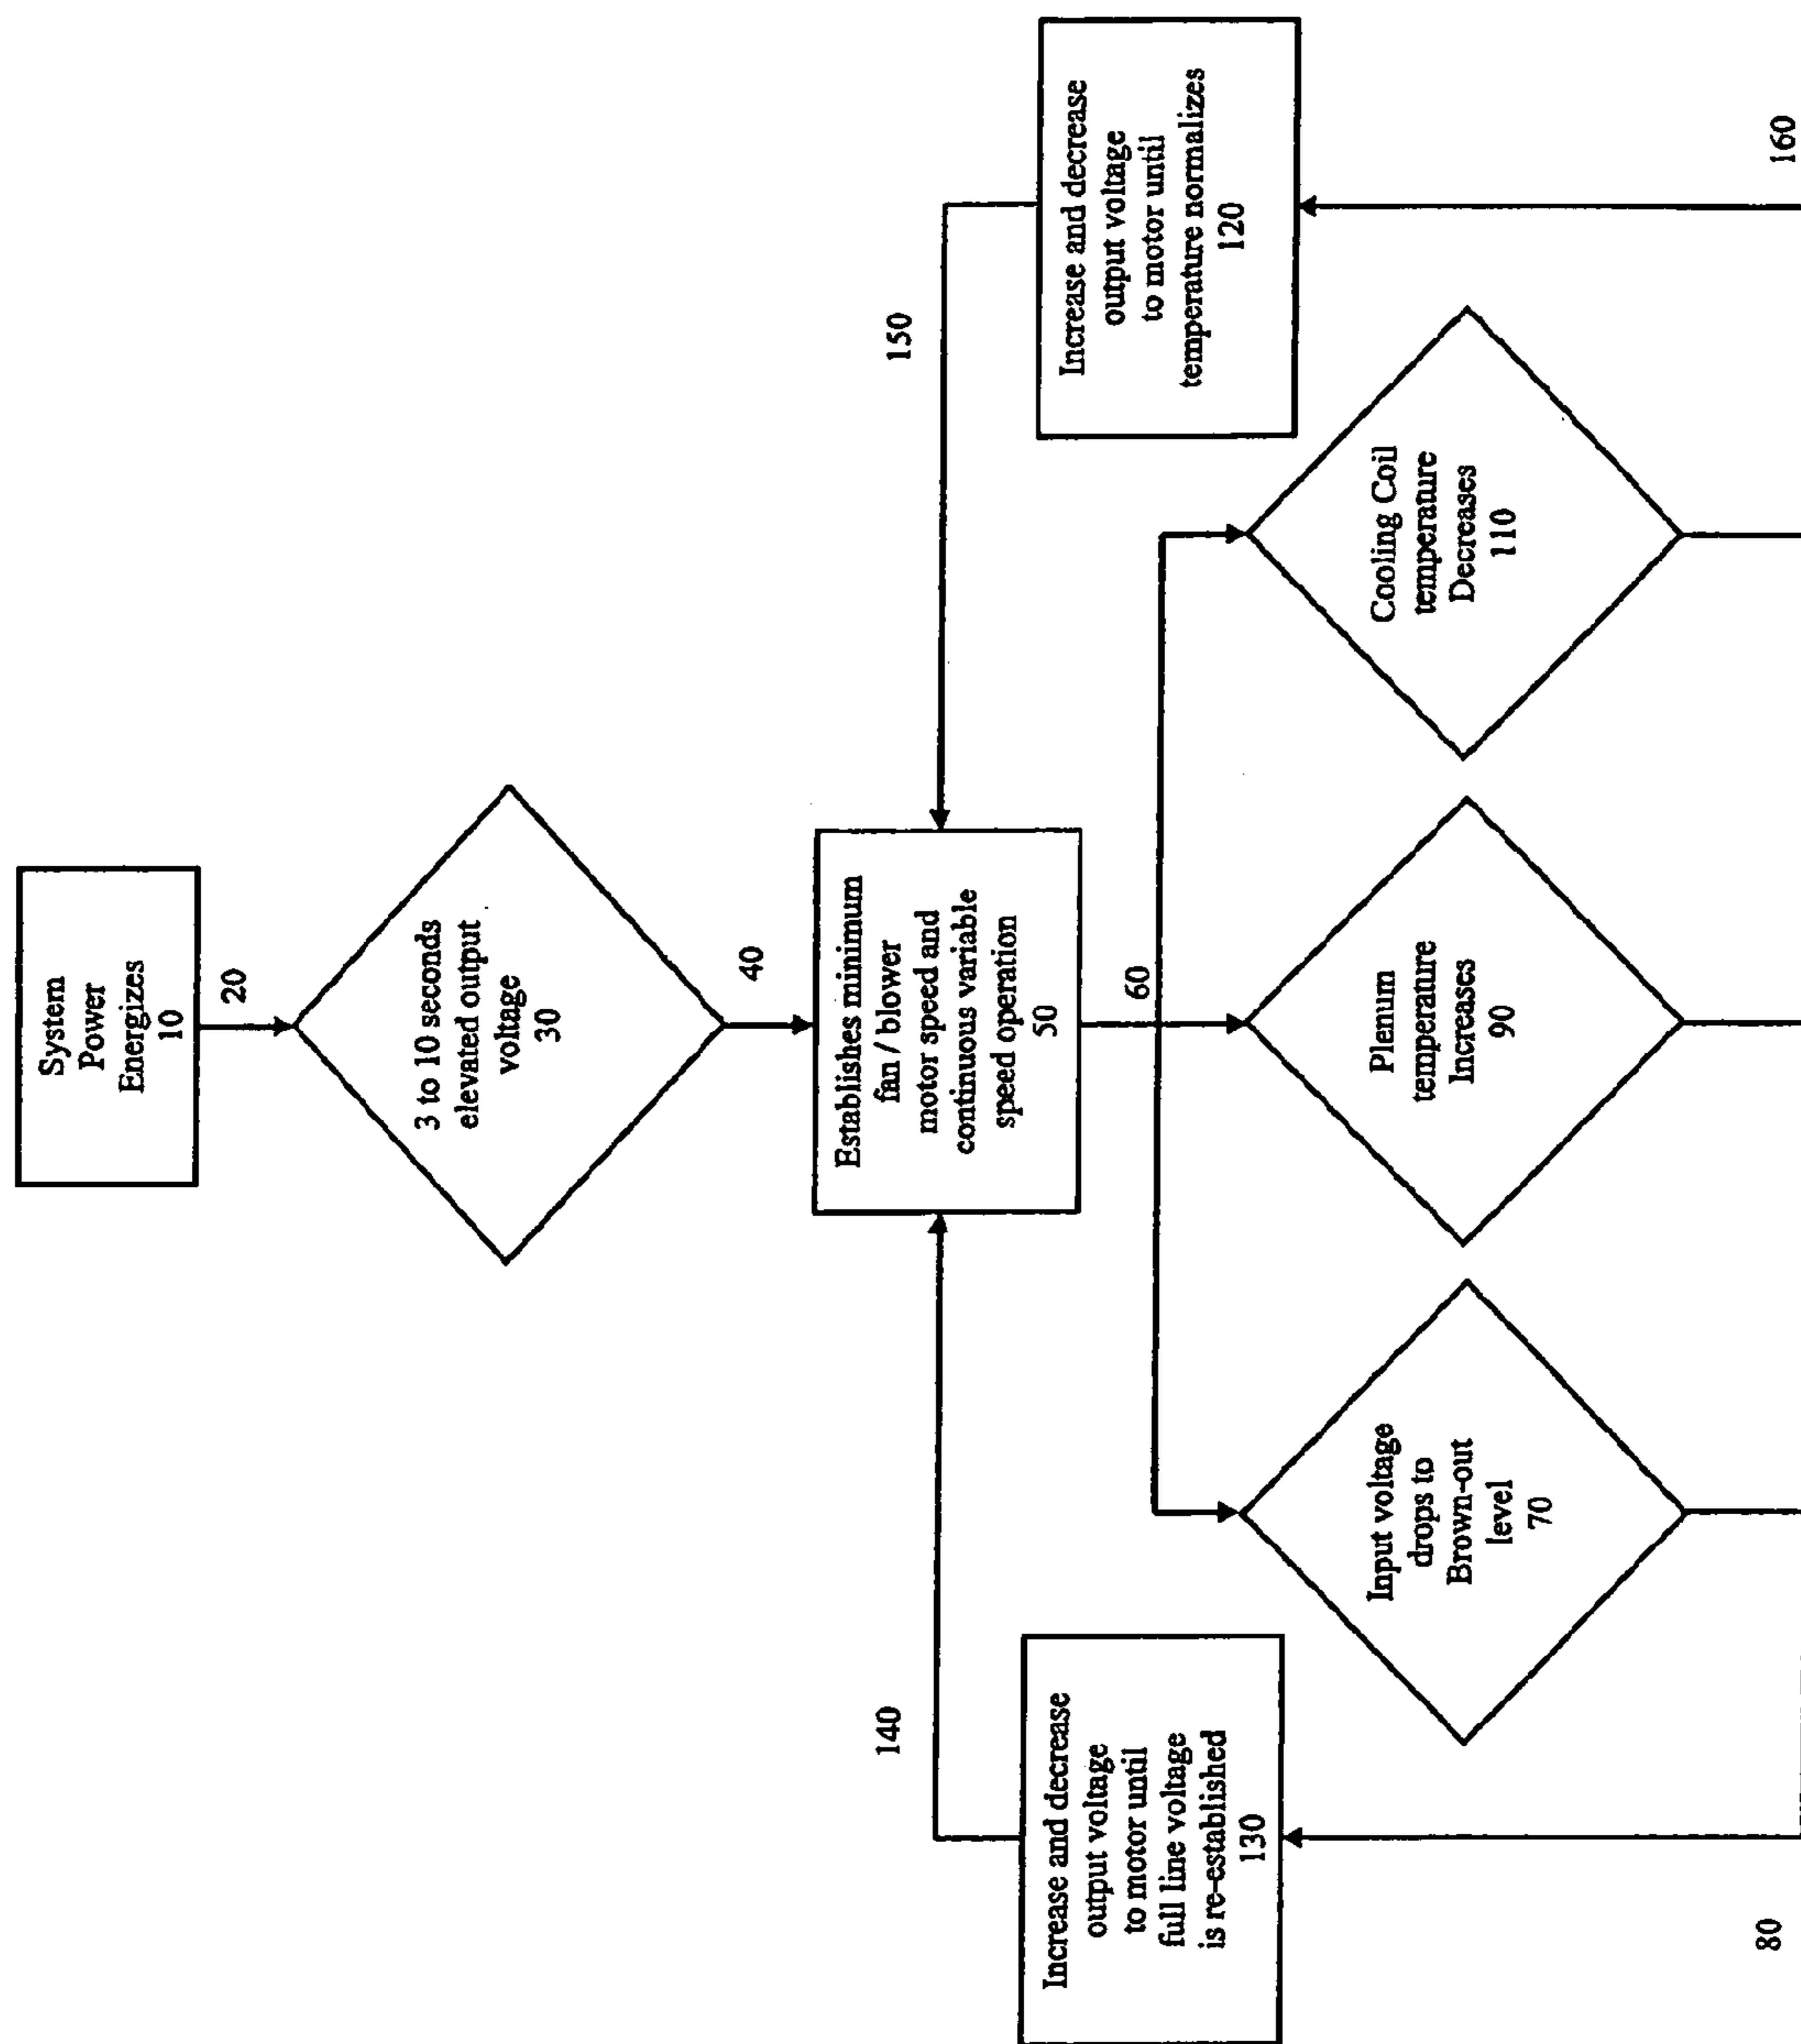 System
Power
Energizes
10
20
3 to 10 seconds
elevated output
voltage
30
40
Establishes minimum
fan / blower
motor speed and
continuous variable
speed operation
50
140
150
60
Increase and decrease
output voltage
to motor until
full line voltage
is re-established
130
Increase and decrease
output voltage
to motor until
temperature normalizes
120
Input voltage
drops to
Brown-out
level
70
Plenum
temperature
Increases
90
Cooling Coil
temperature
Decreases
110
80
160